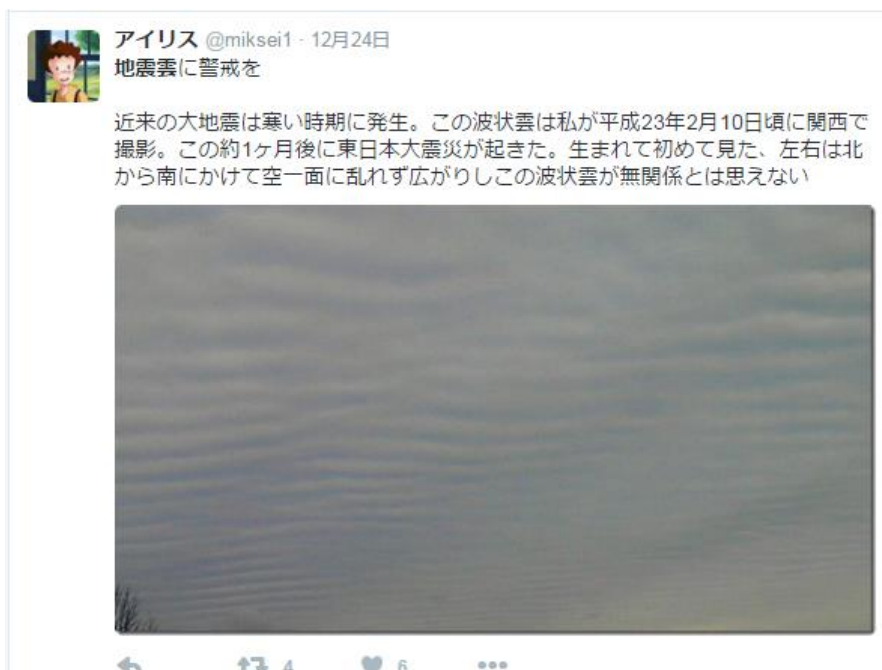 アイリス @miksei1 · 12月24日
地震雲に警戒を
近来の大地震は寒い時期に発生。この波状雲は私が平成23年2月10日頃に関西で
撮影。この約1ヶ月後に東日本大震災が起きた。生まれて初めて見た、左右は北
から南にかけて空一面に乱れず広がりしこの波状雲が無関係とは思えない
4 6